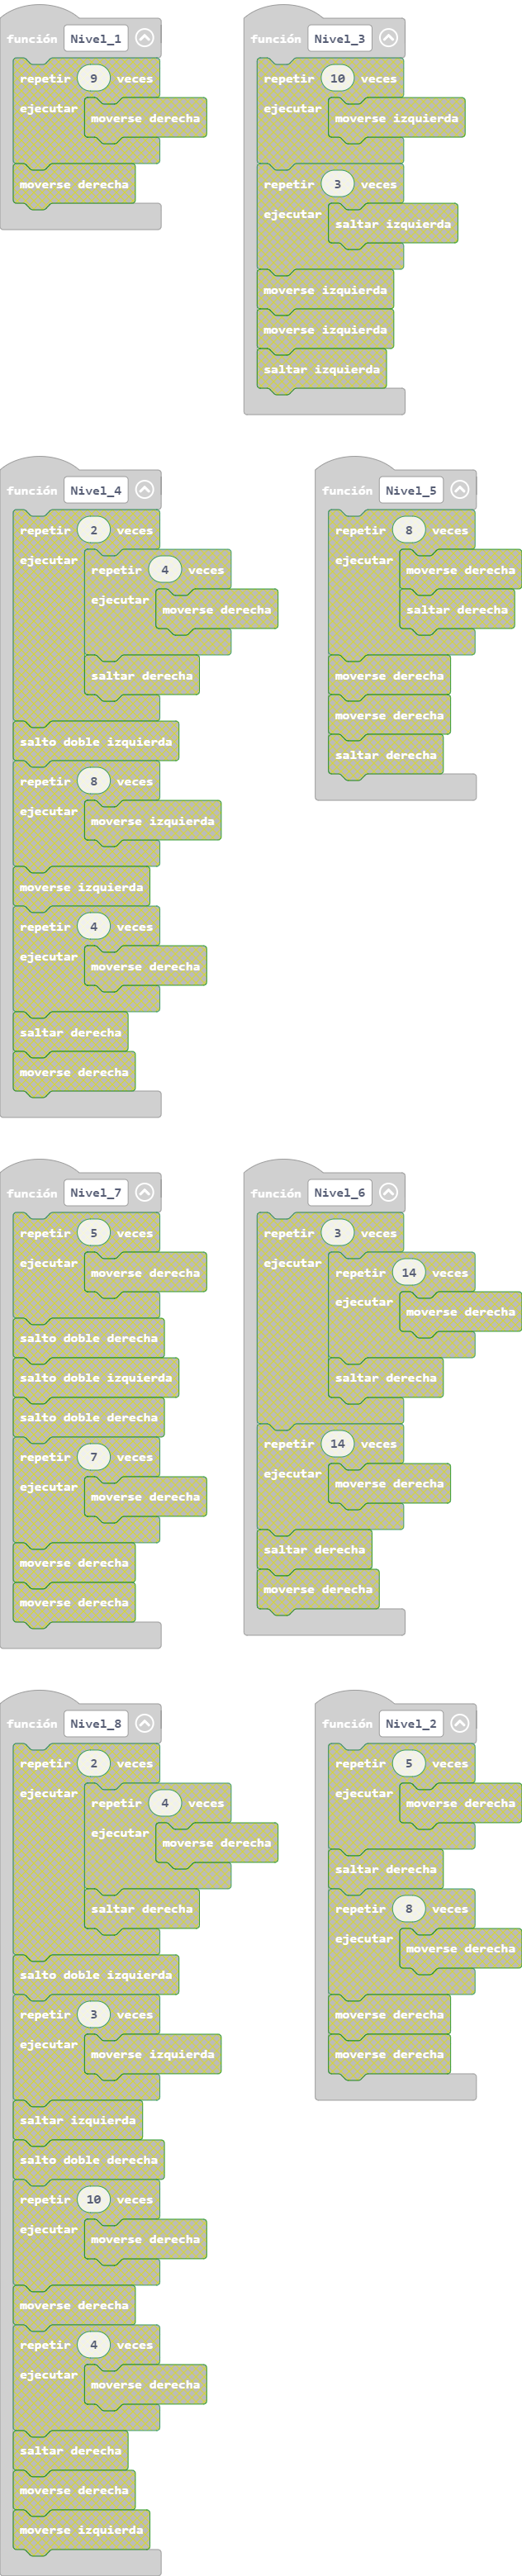 función Nivel_1
repetir 9 veces
ejecutar moverse derecha
moverse derecha
función Nivel_3
repetir 10 veces
ejecutar moverse izquierda
repetir 3 veces
ejecutar saltar izquierda
moverse izquierda
moverse izquierda
saltar izquierda
función Nivel_4
repetir 2 veces
ejecutar repetir 4 veces
ejecutar moverse derecha
saltar derecha
salto doble izquierda
repetir 8 veces
ejecutar moverse izquierda
moverse izquierda
repetir 4 veces
ejecutar moverse derecha
saltar derecha
moverse derecha
función Nivel_5
repetir 8 veces
ejecutar moverse derecha
saltar derecha
moverse derecha
moverse derecha
saltar derecha
función Nivel_7
repetir 5 veces
ejecutar moverse derecha
salto doble derecha
salto doble izquierda
salto doble derecha
repetir 7 veces
ejecutar moverse derecha
moverse derecha
moverse derecha
función Nivel_6
repetir 3 veces
ejecutar repetir 14 veces
ejecutar moverse derecha
saltar derecha
repetir 14 veces
ejecutar moverse derecha
saltar derecha
moverse derecha
función Nivel_8
repetir 2 veces
ejecutar repetir 4 veces
ejecutar moverse derecha
saltar derecha
salto doble izquierda
repetir 3 veces
ejecutar moverse izquierda
saltar izquierda
salto doble derecha
repetir 10 veces
ejecutar moverse derecha
moverse derecha
repetir 4 veces
ejecutar moverse derecha
saltar derecha
moverse derecha
moverse izquierda
función Nivel_2
repetir 5 veces
ejecutar moverse derecha
saltar derecha
repetir 8 veces
ejecutar moverse derecha
moverse derecha
moverse derecha